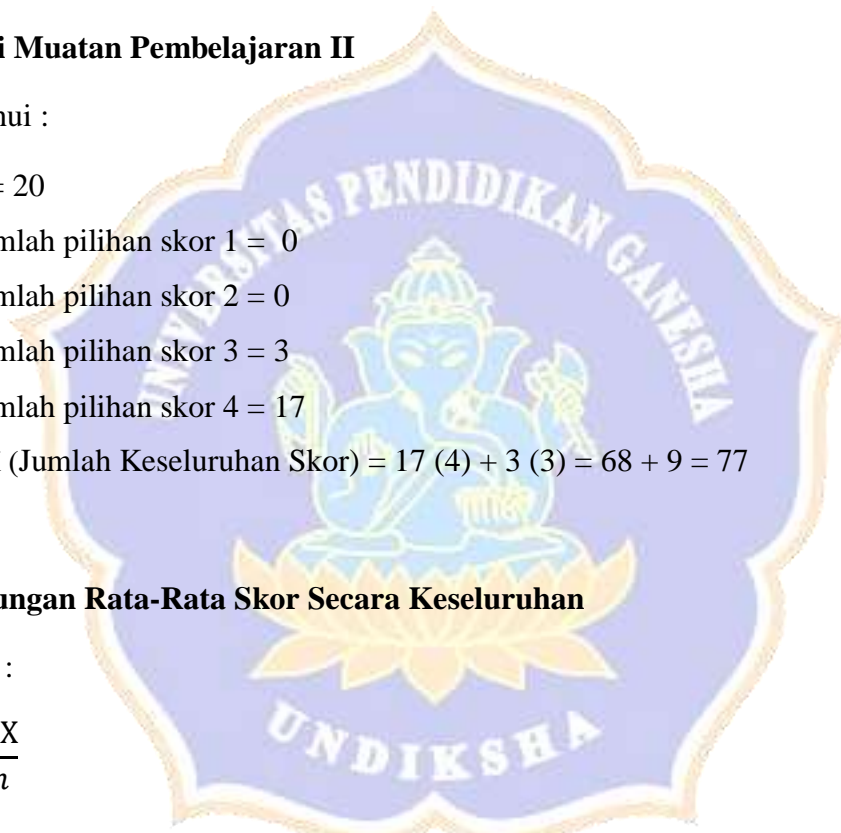 i Muatan Pembelajaran II
nui :
= 20
mlah pilihan skor 1 = 0
mlah pilihan skor 2 = 0
mlah pilihan skor 3 = 3
mlah pilihan skor 4 = 17
(Jumlah Keseluruhan Skor) = 17 (4) + 3 (3) = 68 + 9 = 77
ungan Rata-Rata Skor Secara Keseluruhan
:
X
n
UNIVERSITAS PENDIDIKAN GANESHA
UNDIKSHA